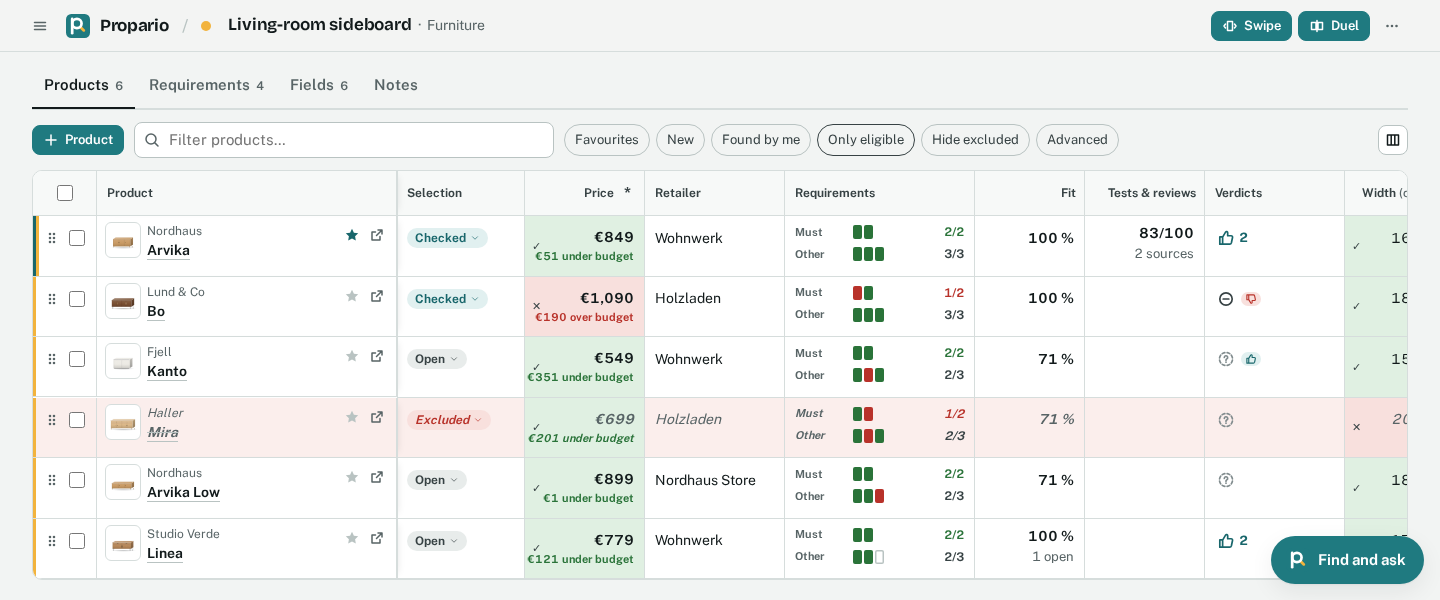 Propario / Living-room sideboard · Furniture
Swipe
Duel
Products 6
Requirements 4
Fields 6
Notes
Product
Filter products...
Favourites
New
Found by me
Only eligible
Hide excluded
Advanced
Product
Selection
Price *
Retailer
Requirements
Fit
Tests & reviews
Verdicts
Width
Nordhaus
Arvika
Checked
€849
€51 under budget
Wohnwerk
Must 2/2
Other 3/3
100 %
83/100
2 sources
2
Lund & Co
Bo
Checked
€1,090
€190 over budget
Holzladen
Must 1/2
Other 3/3
100 %
Fjell
Kanto
Open
€549
€351 under budget
Wohnwerk
Must 2/2
Other 2/3
71 %
Haller
Mira
Excluded
€699
€201 under budget
Holzladen
Must 1/2
Other 2/3
71 %
Nordhaus
Arvika Low
Open
€899
€1 under budget
Nordhaus Store
Must 2/2
Other 2/3
71 %
Studio Verde
Linea
Open
€779
€121 under budget
Wohnwerk
Must 2/2
Other 2/3
100 %
1 open
2
Find and ask